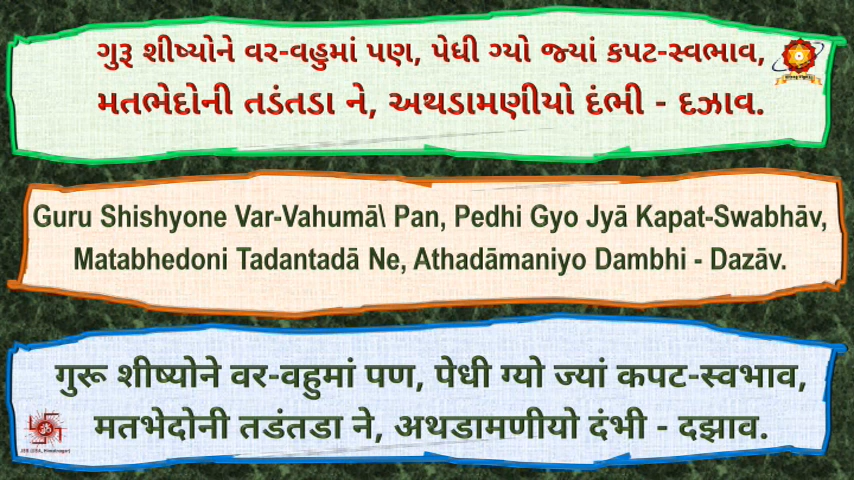 ગુરૂ શીષ્યોને વર-વહુમાં પણ, પેધી ગ્યો જ્યાં કપટ-સ્વભાવ,
મતભેદોની તડંતડા ને, અથડામણીયો દંભી - દઝાવ.
Guru Shishyone Var-Vahumā\ Pan, Pedhi Gyo Jyā Kapat-Swabhāv,
Matabhedoni Tadantadā Ne, Athadāmaniyo Dambhi - Dazāv.
गुरू शीष्योने वर-वहुमां पण, पेधी ग्यो ज्यां कपट-स्वभाव,
मतभेदोनी तडंतडा ने, अथडामणीयो दंभी - दझाव.